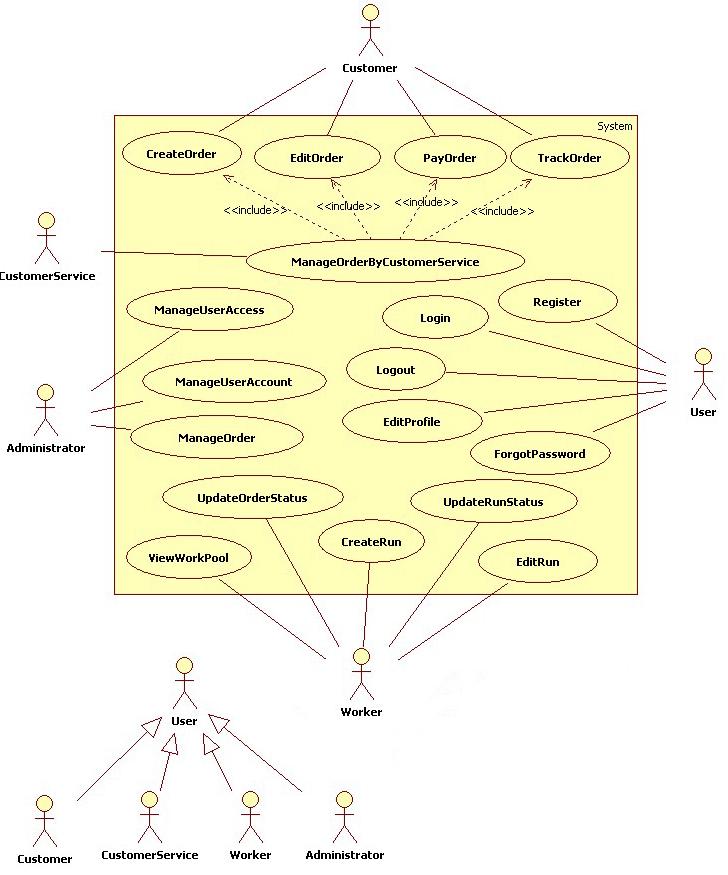 Customer
System
CreateOrder
EditOrder
PayOrder
TrackOrder
<<include>>
<<include>>
<<include>>
<<include>>
CustomerService
ManageOrderByCustomerService
ManageUserAccess
Register
Login
Logout
ManageUserAccount
User
EditProfile
Administrator
ManageOrder
ForgotPassword
UpdateOrderStatus
UpdateRunStatus
CreateRun
ViewWorkPool
EditRun
Worker
User
Customer
CustomerService
Worker
Administrator